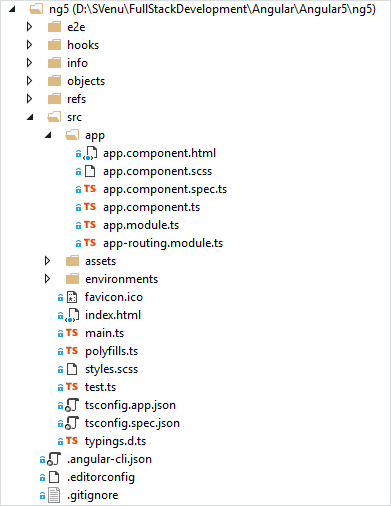 ng5 (D:\SVenu\FullStackDevelopment\Angular\Angular5\ng5)
e2e
hooks
info
objects
refs
src
app
app.component.html
app.component.scss
TS app.component.spec.ts
TS app.component.ts
TS app.module.ts
TS app-routing.module.ts
assets
environments
favicon.ico
index.html
TS main.ts
TS polyfills.ts
styles.scss
TS test.ts
tsconfig.app.json
tsconfig.spec.json
TS typings.d.ts
.angular-cli.json
.editorconfig
.gitignore